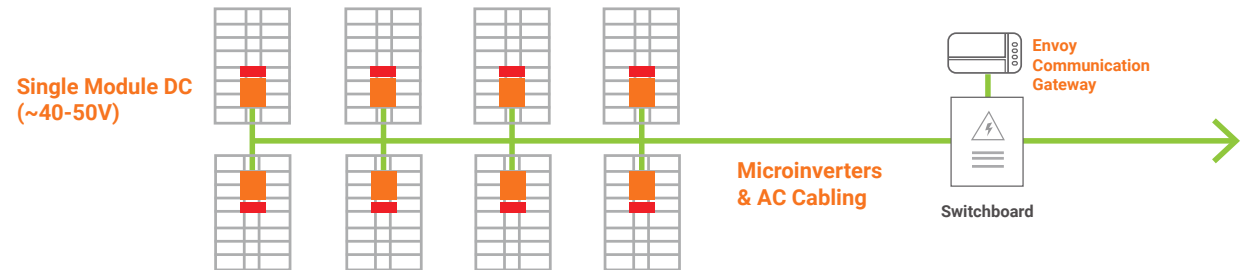 Single Module DC
(~40-50V)
Envoy
Communication
Gateway
Microinverters
& AC Cabling
Switchboard